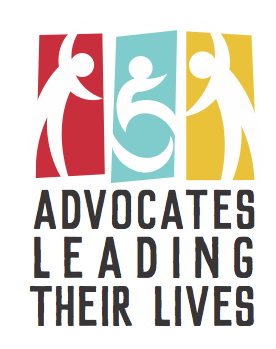 ADVOCATES
LEADING
THEIR LIVES